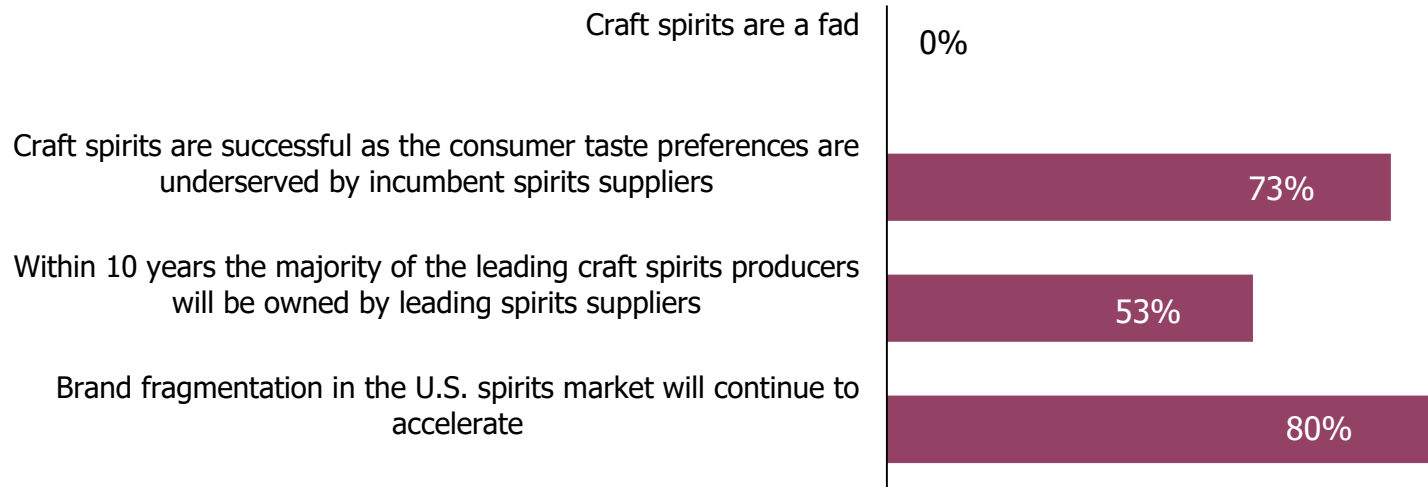 Craft spirits are a fad
0%
Craft spirits are successful as the consumer taste preferences are
underserved by incumbent spirits suppliers
73%
Within 10 years the majority of the leading craft spirits producers
will be owned by leading spirits suppliers
53%
Brand fragmentation in the U.S. spirits market will continue to
accelerate
80%